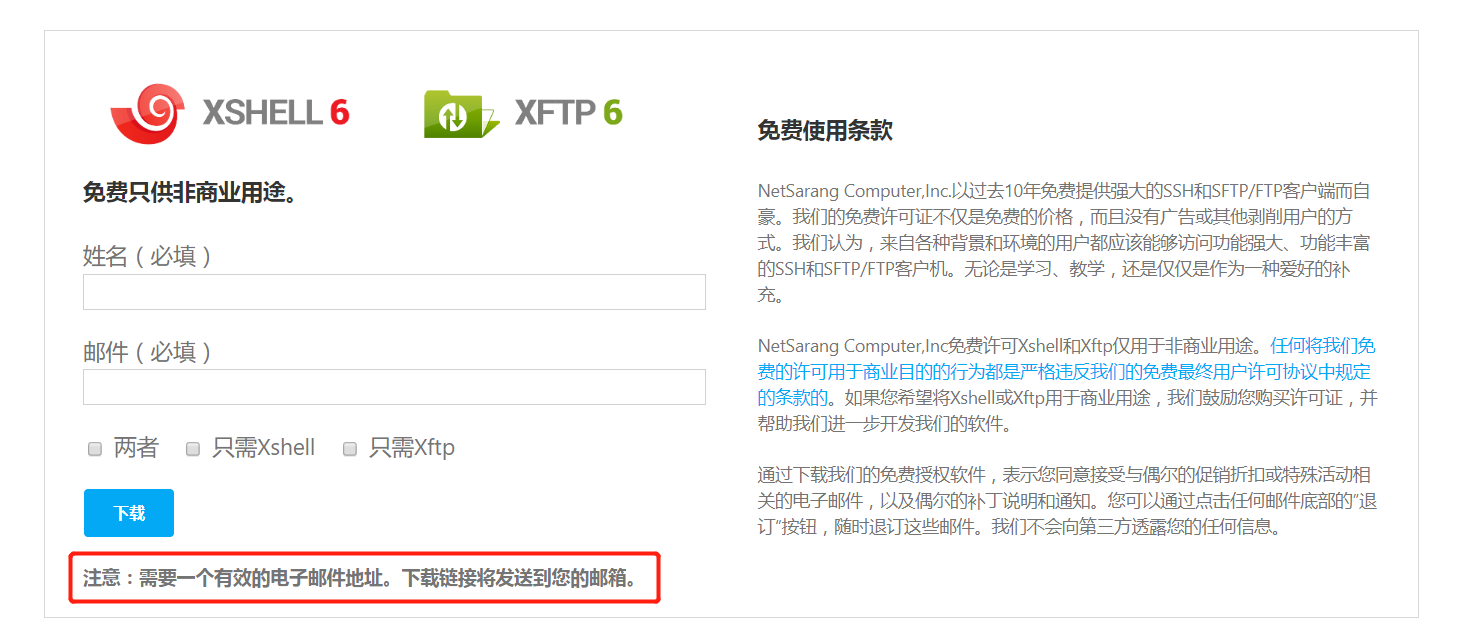 XSHELL 6
XFTP 6
免费只供非商业用途。
姓名（必填）
邮件（必填）
两者 只需Xshell 只需Xftp
下载
注意：需要一个有效的电子邮件地址。下载链接将发送到您的邮箱。
免费使用条款
NetSarang Computer,Inc.以过去10年免费提供强大的SSH和SFTP/FTP客户端而自
豪。我们的免费许可证不仅是免费的价格，而且没有广告或其他剥削用户的方
式。我们认为，来自各种背景和环境的用户都应该能够访问功能强大、功能丰富
的SSH和SFTP/FTP客户机。无论是学习、教学，还是仅仅是作为一种爱好的补
充。
NetSarang Computer,Inc免费许可Xshell和Xftp仅用于非商业用途。任何将我们免
费的许可用于商业目的的行为都是严格违反我们的免费最终用户许可协议中规定
的条款的。如果您希望将Xshell或Xftp用于商业用途，我们鼓励您购买许可证，并
帮助我们进一步开发我们的软件。
通过下载我们的免费授权软件，表示您同意接受与偶尔的促销折扣或特殊活动相
关的电子邮件，以及偶尔的补丁说明和通知。您可以通过点击任何邮件底部的"退
订"按钮，随时退订这些邮件。我们不会向第三方透露您的任何信息。